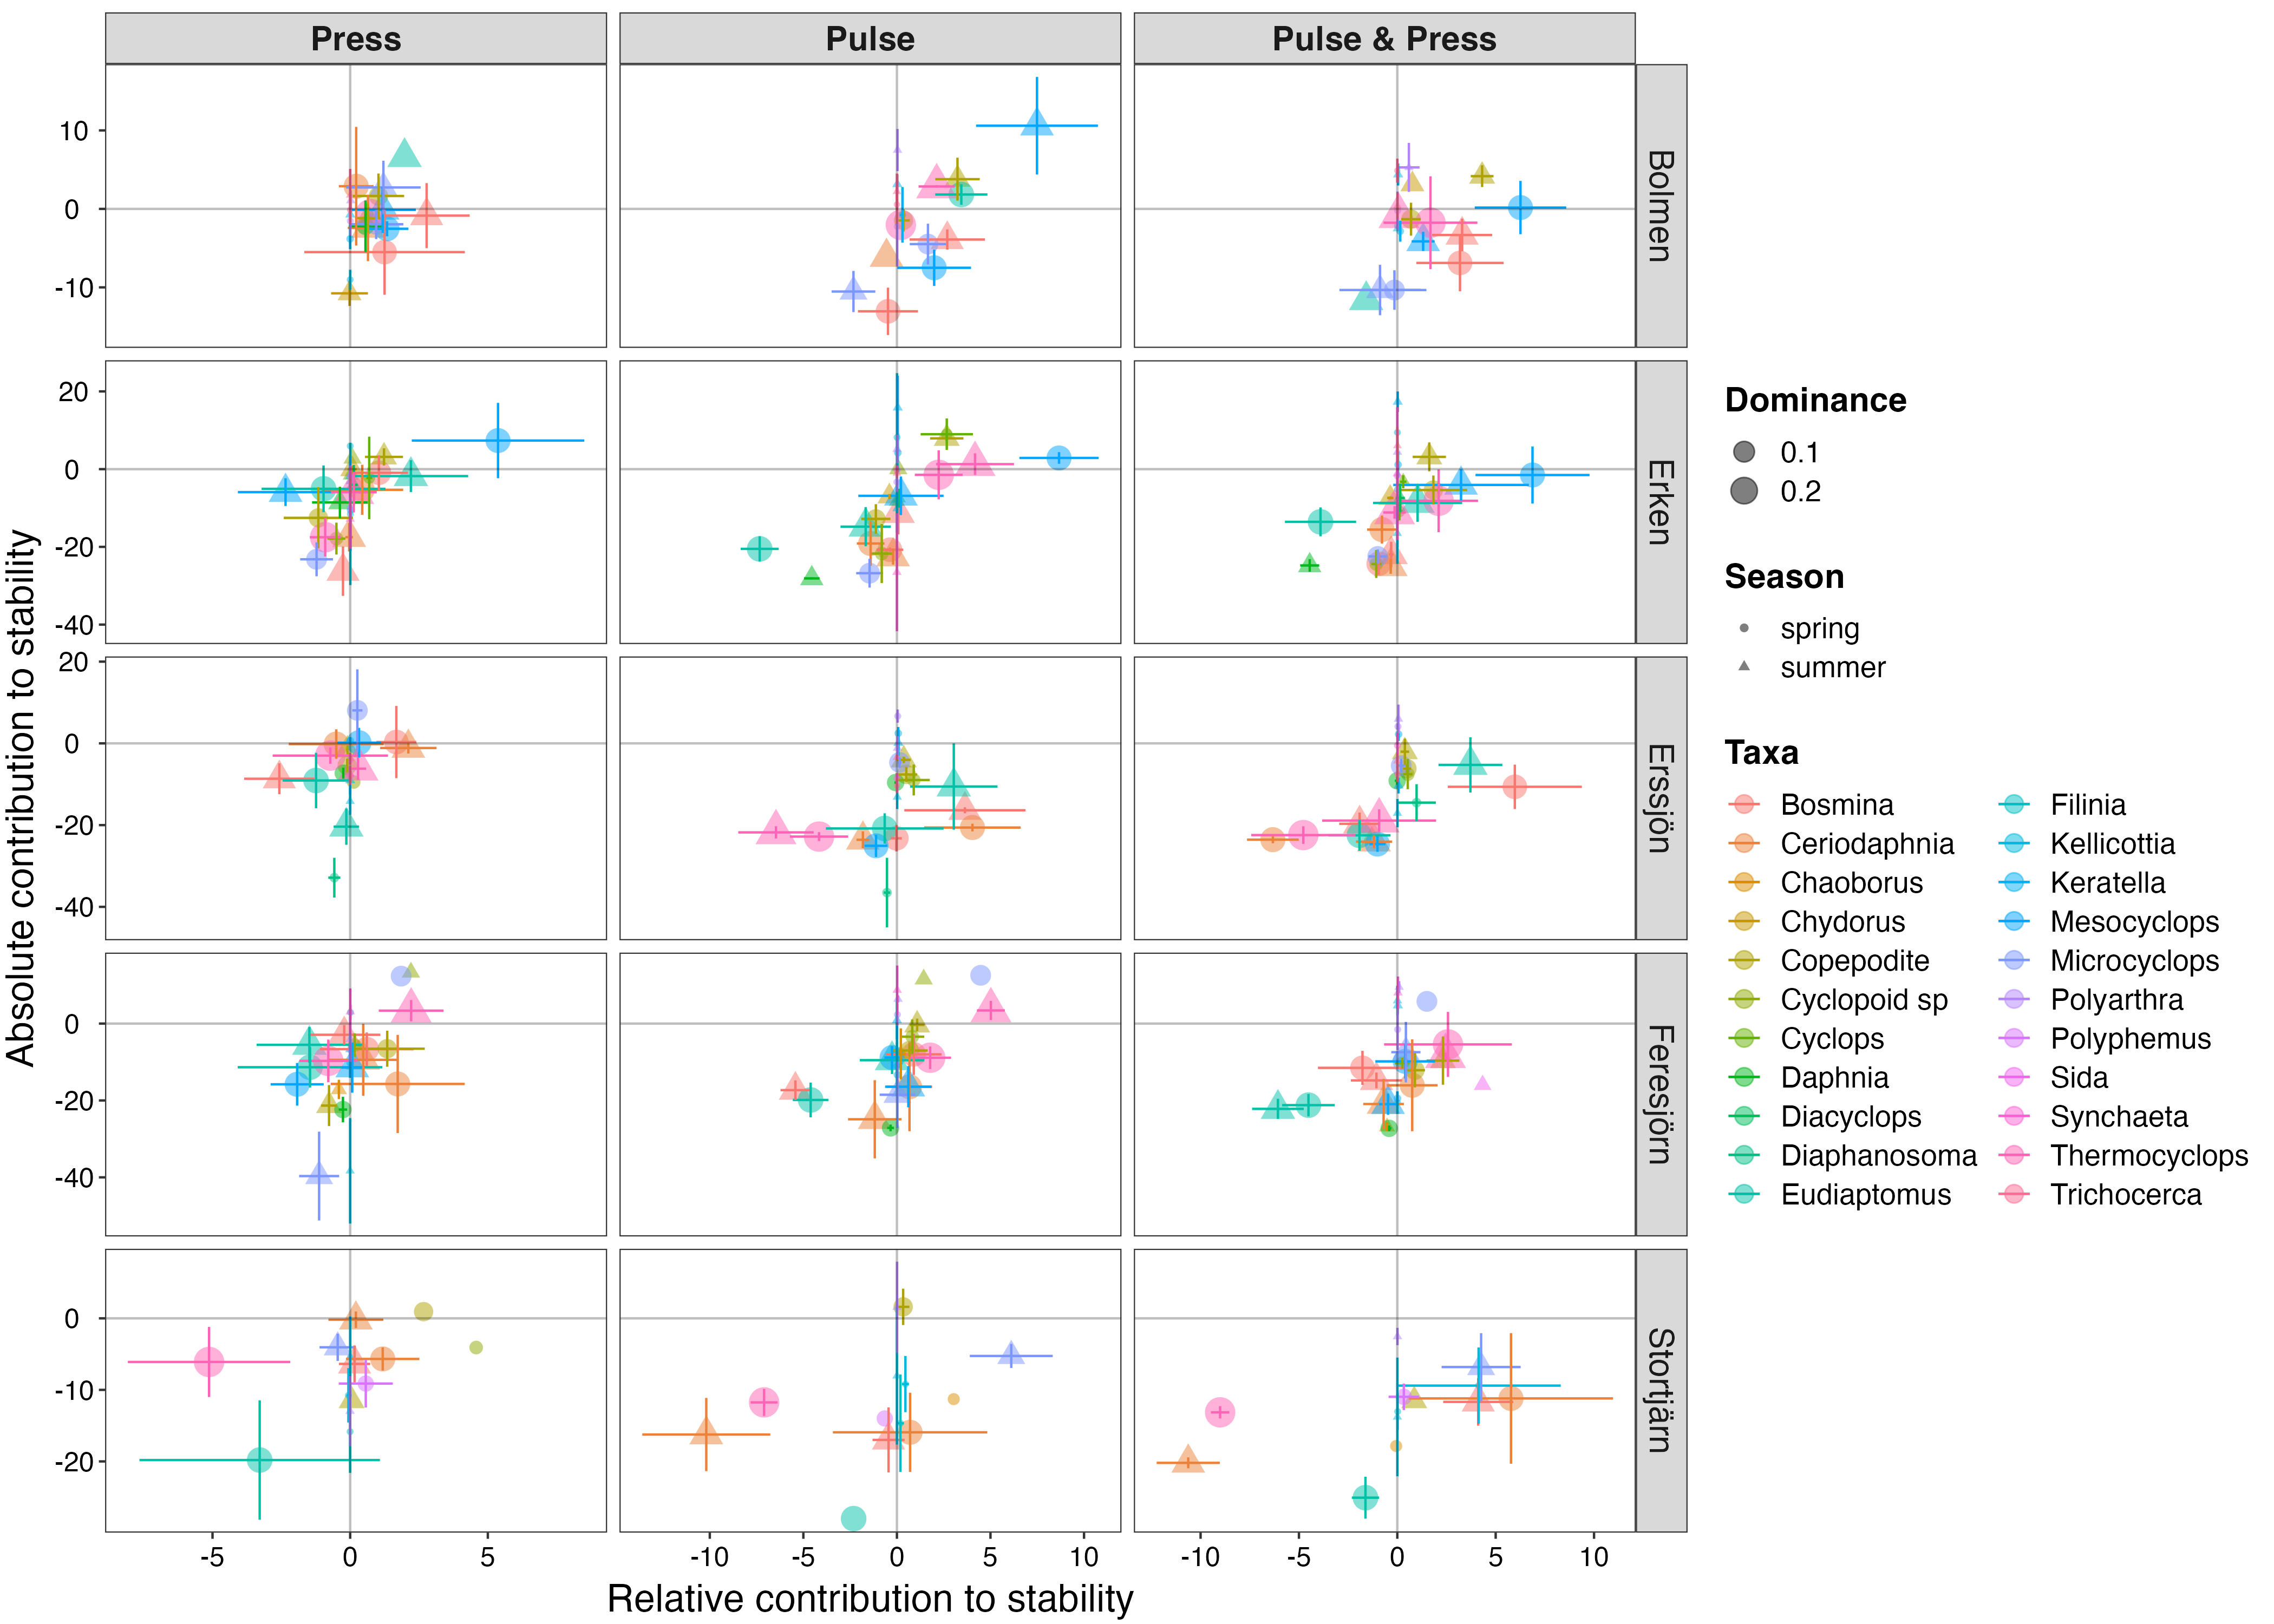 Press Pulse Pulse & Press
Absolute contribution to stability
10
0
-10
Bolmen
20
0
-20
-40
Erken
20
0
-20
-40
Erssjön
0
-20
-40
Feresjörn
0
-10
-20
Stortjärn
-5 0 5 -10 -5 0 5 10 -10 -5 0 5 10
Relative contribution to stability
Dominance
0.1
0.2
Season
spring
summer
Taxa
Bosmina
Ceriodaphnia
Chaoborus
Chydorus
Copepodite
Cyclopoid sp
Cyclops
Daphnia
Diacyclops
Diaphanosoma
Eudiaptomus
Filinia
Kellicottia
Keratella
Mesocyclops
Microcyclops
Polyarthra
Polyphemus
Sida
Synchaeta
Thermocyclops
Trichocerca